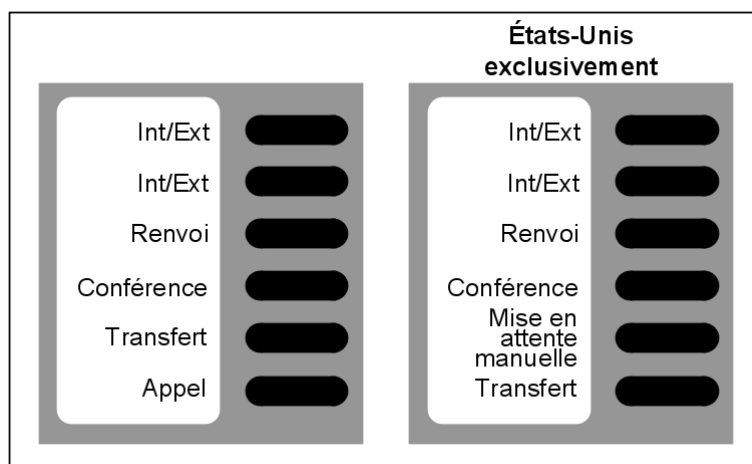 États-Unis
exclusivement
Int/Ext
Int/Ext
Renvoi
Conférence
Transfert
Appel
Int/Ext
Int/Ext
Renvoi
Conférence
Mise en
attente
manuelle
Transfert